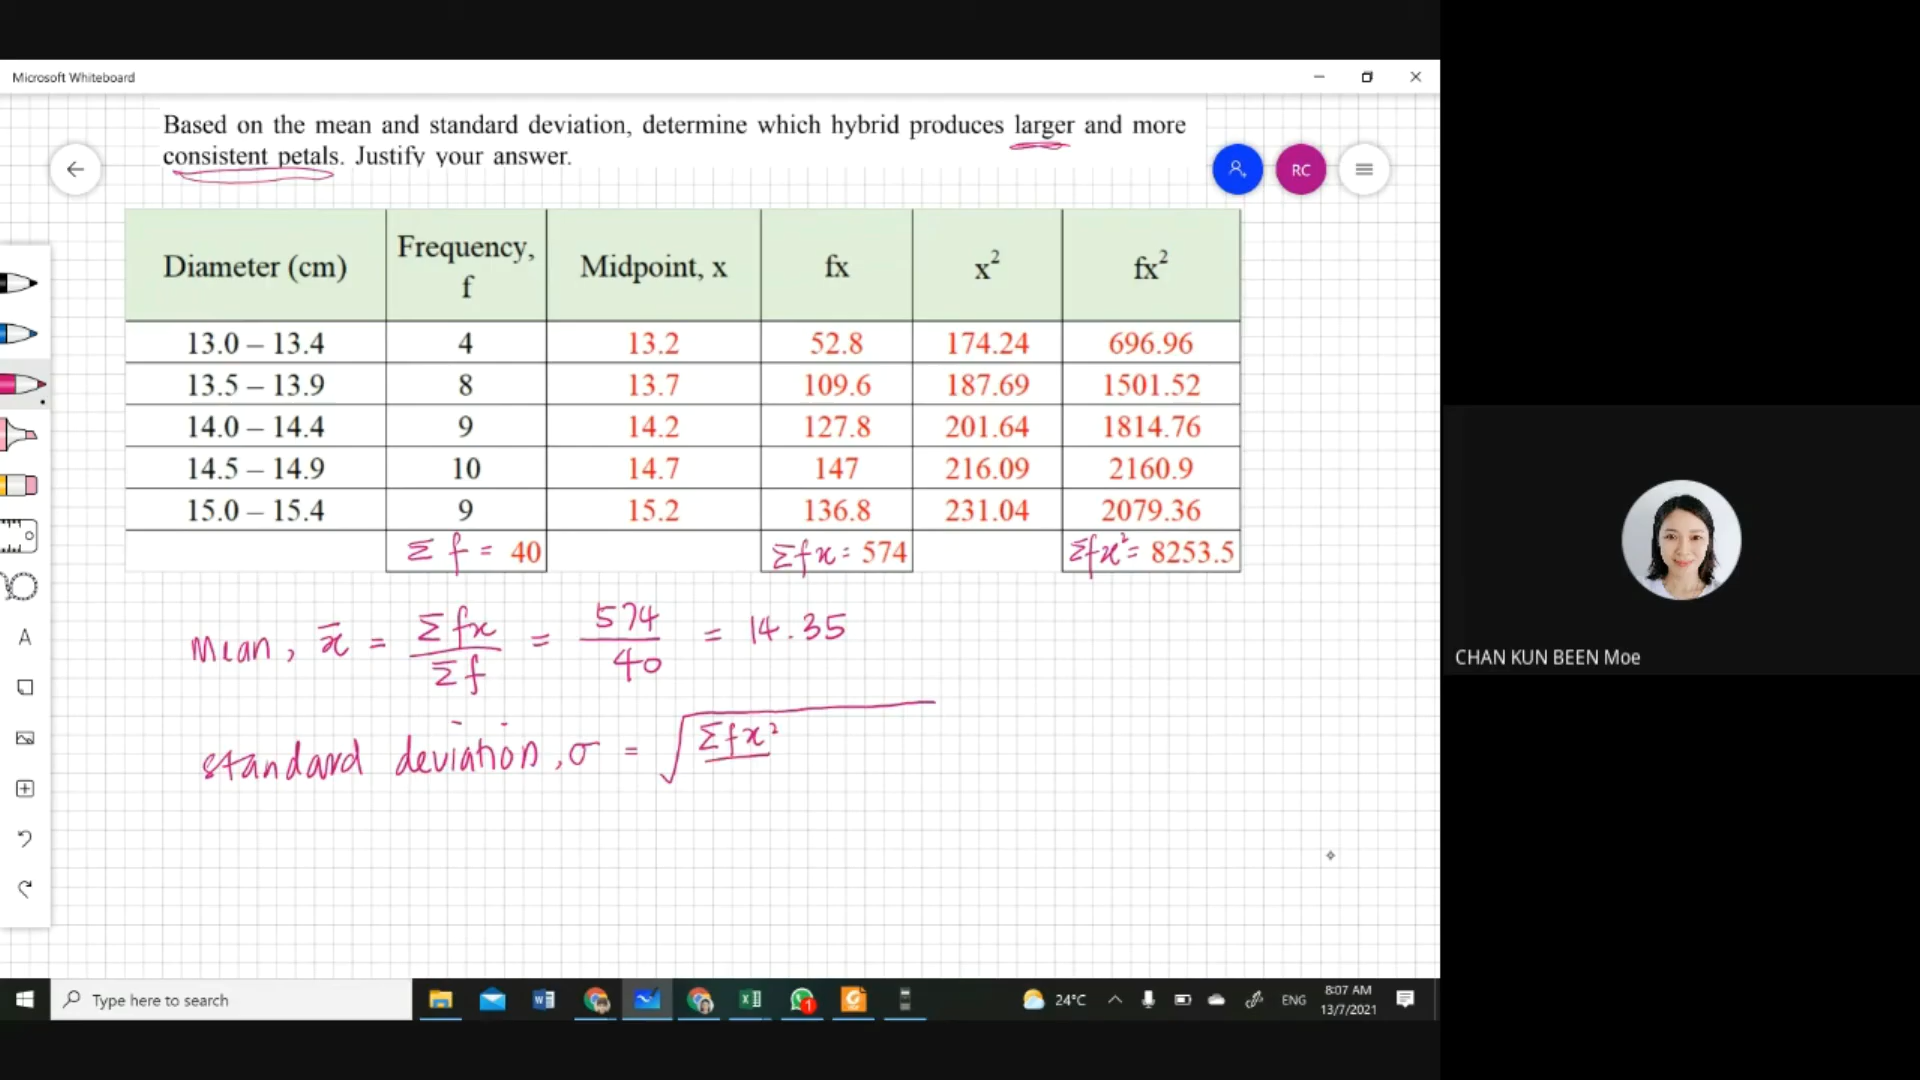 Microsoft Whiteboard
Based on the mean and standard deviation, determine which hybrid produces larger and more
consistent petals. Justify your answer.
RC
Diameter (cm) Frequency, f Midpoint, x fx x² fx²
13.0 – 13.4 4 13.2 52.8 174.24 696.96
13.5 – 13.9 8 13.7 109.6 187.69 1501.52
14.0 – 14.4 9 14.2 127.8 201.64 1814.76
14.5 – 14.9 10 14.7 147 216.09 2160.9
15.0 – 15.4 9 15.2 136.8 231.04 2079.36
Σf = 40 Σfx = 574 Σfx² = 8253.5
Mean, x̄ = Σfx / Σf = 574 / 40 = 14.35
standard deviation, σ = √ Σfx²
CHAN KUN BEEN Moe
A
Type here to search
1
24°C
ENG
8:07 AM
13/7/2021